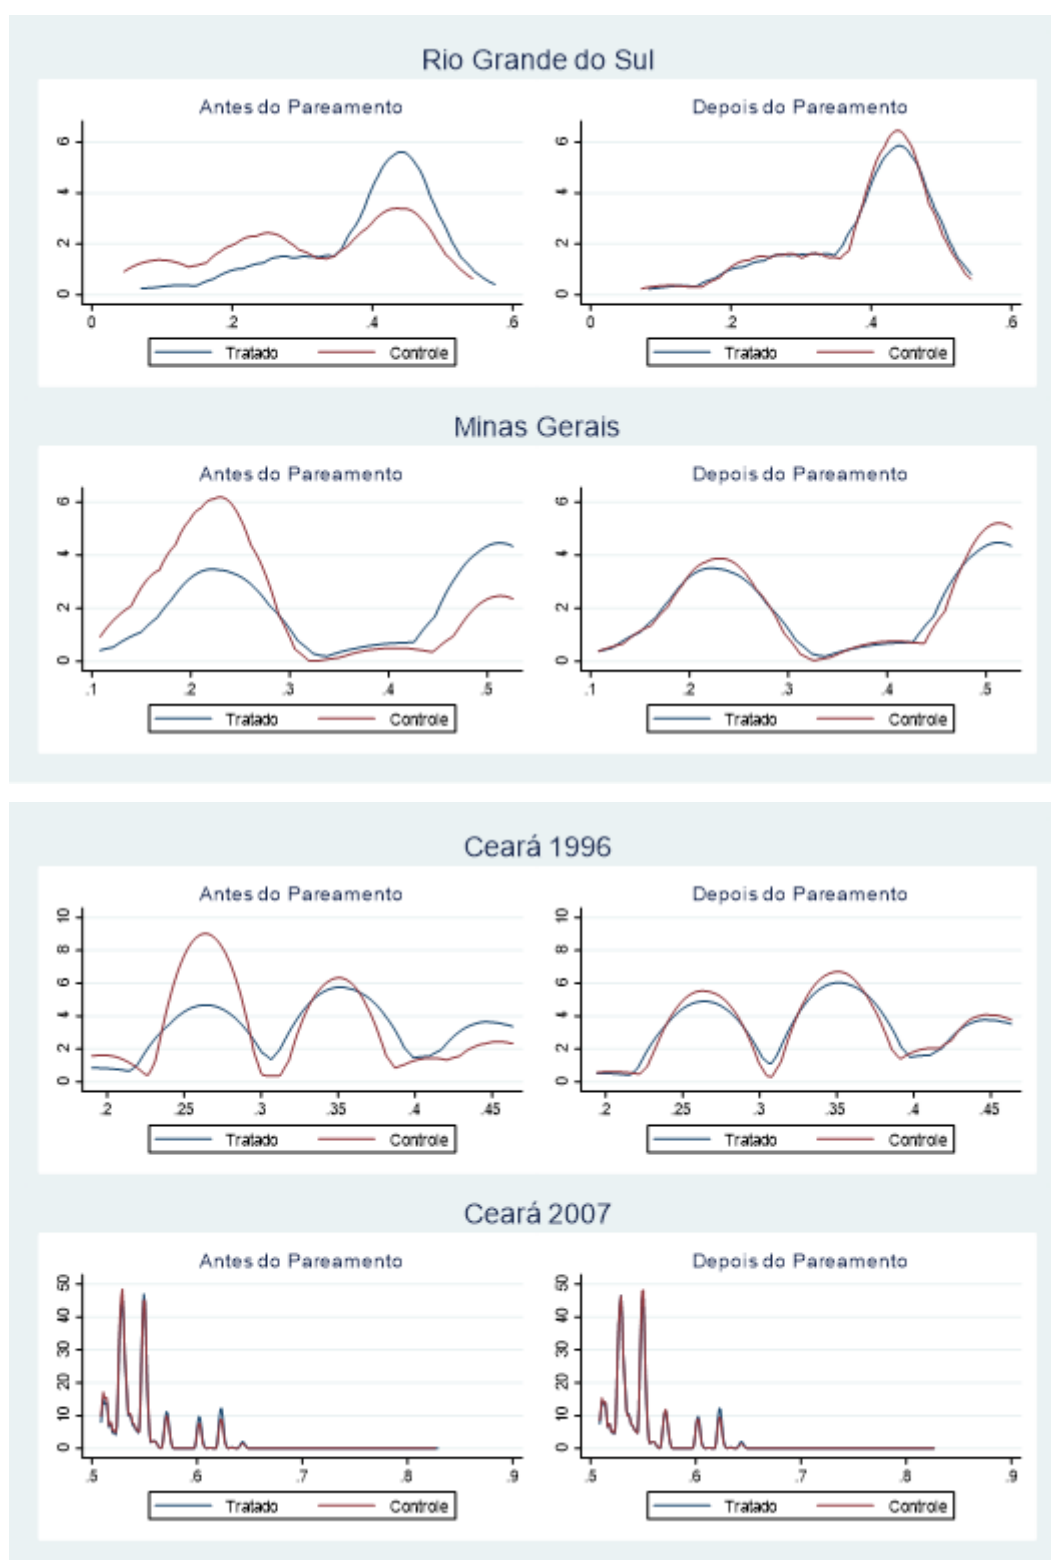 Rio Grande do Sul
Antes do Pareamento Depois do Pareamento
6 6
4 4
2 2
0 0
0 .2 .4 .6 0 .2 .4 .6
Tratado Controle Tratado Controle
Minas Gerais
Antes do Pareamento Depois do Pareamento
6 6
4 4
2 2
0 0
.1 .2 .3 .4 .5 .1 .2 .3 .4 .5
Tratado Controle Tratado Controle
Ceará 1996
Antes do Pareamento Depois do Pareamento
10 10
8 8
6 6
4 4
2 2
0 0
.2 .25 .3 .35 .4 .45 .2 .25 .3 .35 .4 .45
Tratado Controle Tratado Controle
Ceará 2007
Antes do Pareamento Depois do Pareamento
50 50
40 40
30 30
20 20
10 10
0 0
.5 .6 .7 .8 .9 .5 .6 .7 .8 .9
Tratado Controle Tratado Controle